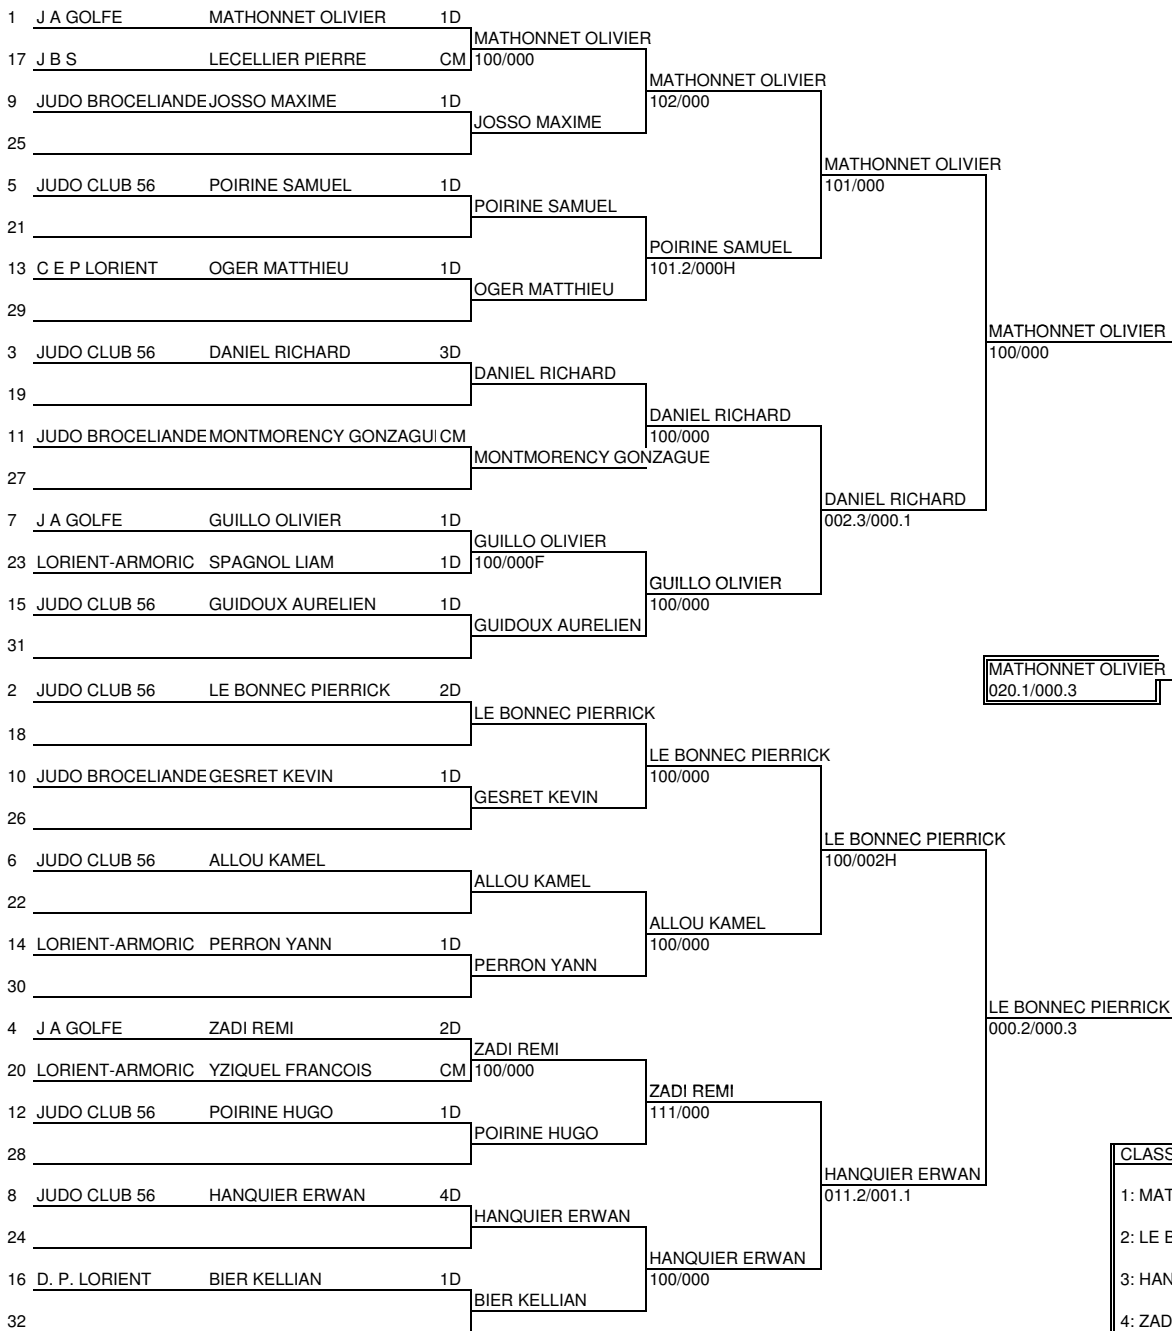 1 J A GOLFE MATHONNET OLIVIER 1D
MATHONNET OLIVIER
17 J B S LECELLIER PIERRE CM 100/000
MATHONNET OLIVIER
9 JUDO BROCELIANDE JOSSO MAXIME 1D 102/000
JOSSO MAXIME
25
MATHONNET OLIVIER
5 JUDO CLUB 56 POIRINE SAMUEL 1D 101/000
POIRINE SAMUEL
21
POIRINE SAMUEL
13 C E P LORIENT OGER MATTHIEU 1D 101.2/000H
OGER MATTHIEU
29
MATHONNET OLIVIER
3 JUDO CLUB 56 DANIEL RICHARD 3D 100/000
DANIEL RICHARD
19
DANIEL RICHARD
11 JUDO BROCELIANDE MONTMORENCY GONZAGUI CM 100/000
MONTMORENCY GONZAGUE
27
DANIEL RICHARD
7 J A GOLFE GUILLO OLIVIER 1D 002.3/000.1
GUILLO OLIVIER
23 LORIENT-ARMORIC SPAGNOL LIAM 1D 100/000F
GUILLO OLIVIER
15 JUDO CLUB 56 GUIDOUX AURELIEN 1D 100/000
GUIDOUX AURELIEN
31
MATHONNET OLIVIER
2 JUDO CLUB 56 LE BONNEC PIERRICK 2D 020.1/000.3
LE BONNEC PIERRICK
18
LE BONNEC PIERRICK
10 JUDO BROCELIANDE GESRET KEVIN 1D 100/000
GESRET KEVIN
26
LE BONNEC PIERRICK
6 JUDO CLUB 56 ALLOU KAMEL 100/002H
ALLOU KAMEL
22
ALLOU KAMEL
14 LORIENT-ARMORIC PERRON YANN 1D 100/000
PERRON YANN
30
LE BONNEC PIERRICK
4 J A GOLFE ZADI REMI 2D 000.2/000.3
ZADI REMI
20 LORIENT-ARMORIC YZIQUEL FRANCOIS CM 100/000
ZADI REMI
12 JUDO CLUB 56 POIRINE HUGO 1D 111/000
POIRINE HUGO
28 CLASS
HANQUIER ERWAN
8 JUDO CLUB 56 HANQUIER ERWAN 4D 011.2/001.1 1: MAT
HANQUIER ERWAN
24 2: LE B
HANQUIER ERWAN
16 D. P. LORIENT BIER KELLIAN 1D 100/000 3: HAN
BIER KELLIAN
32 4: ZAD